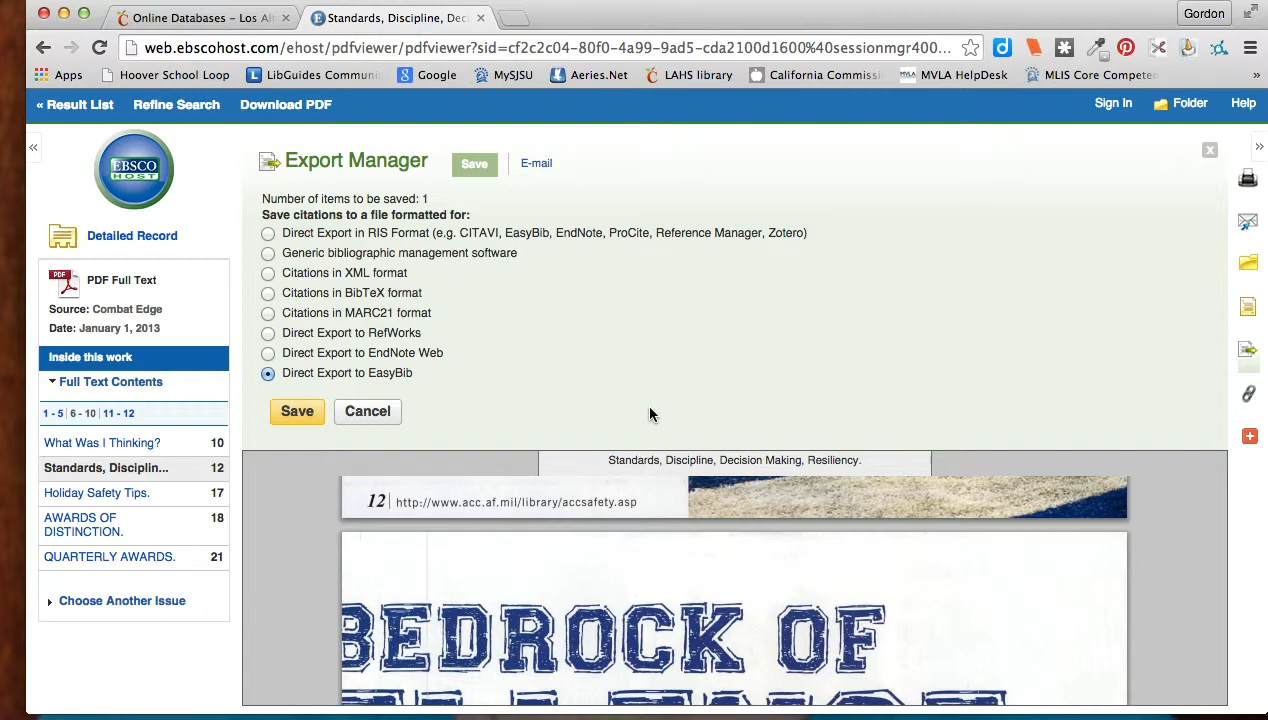 Online Databases – Los Alt
Standards, Discipline, Dec
Gordon
web.ebscohost.com/ehost/pdfviewer/pdfviewer?sid=cf2c2c04-80f0-4a99-9ad5-cda2100d1600%40sessionmgr400...
Apps
Hoover School Loop
LibGuides Communi
Google
MySJSU
Aeries.Net
LAHS library
California Commissi
MVLA HelpDesk
MLIS Core Competen
« Result List
Refine Search
Download PDF
Sign In
Folder
Help
EBSCO
HOST
Export Manager
Save
E-mail
Number of items to be saved: 1
Save citations to a file formatted for:
Direct Export in RIS Format (e.g. CITAVI, EasyBib, EndNote, ProCite, Reference Manager, Zotero)
Generic bibliographic management software
Citations in XML format
Citations in BibTeX format
Citations in MARC21 format
Direct Export to RefWorks
Direct Export to EndNote Web
Direct Export to EasyBib
Save
Cancel
Detailed Record
PDF
PDF Full Text
Source: Combat Edge
Date: January 1, 2013
Inside this work
Full Text Contents
1 - 5 | 6 - 10 | 11 - 12
What Was I Thinking? 10
Standards, Disciplin... 12
Holiday Safety Tips. 17
AWARDS OF
DISTINCTION. 18
QUARTERLY AWARDS. 21
Choose Another Issue
Standards, Discipline, Decision Making, Resiliency.
12 | http://www.acc.af.mil/library/accsafety.asp
BEDROCK OF